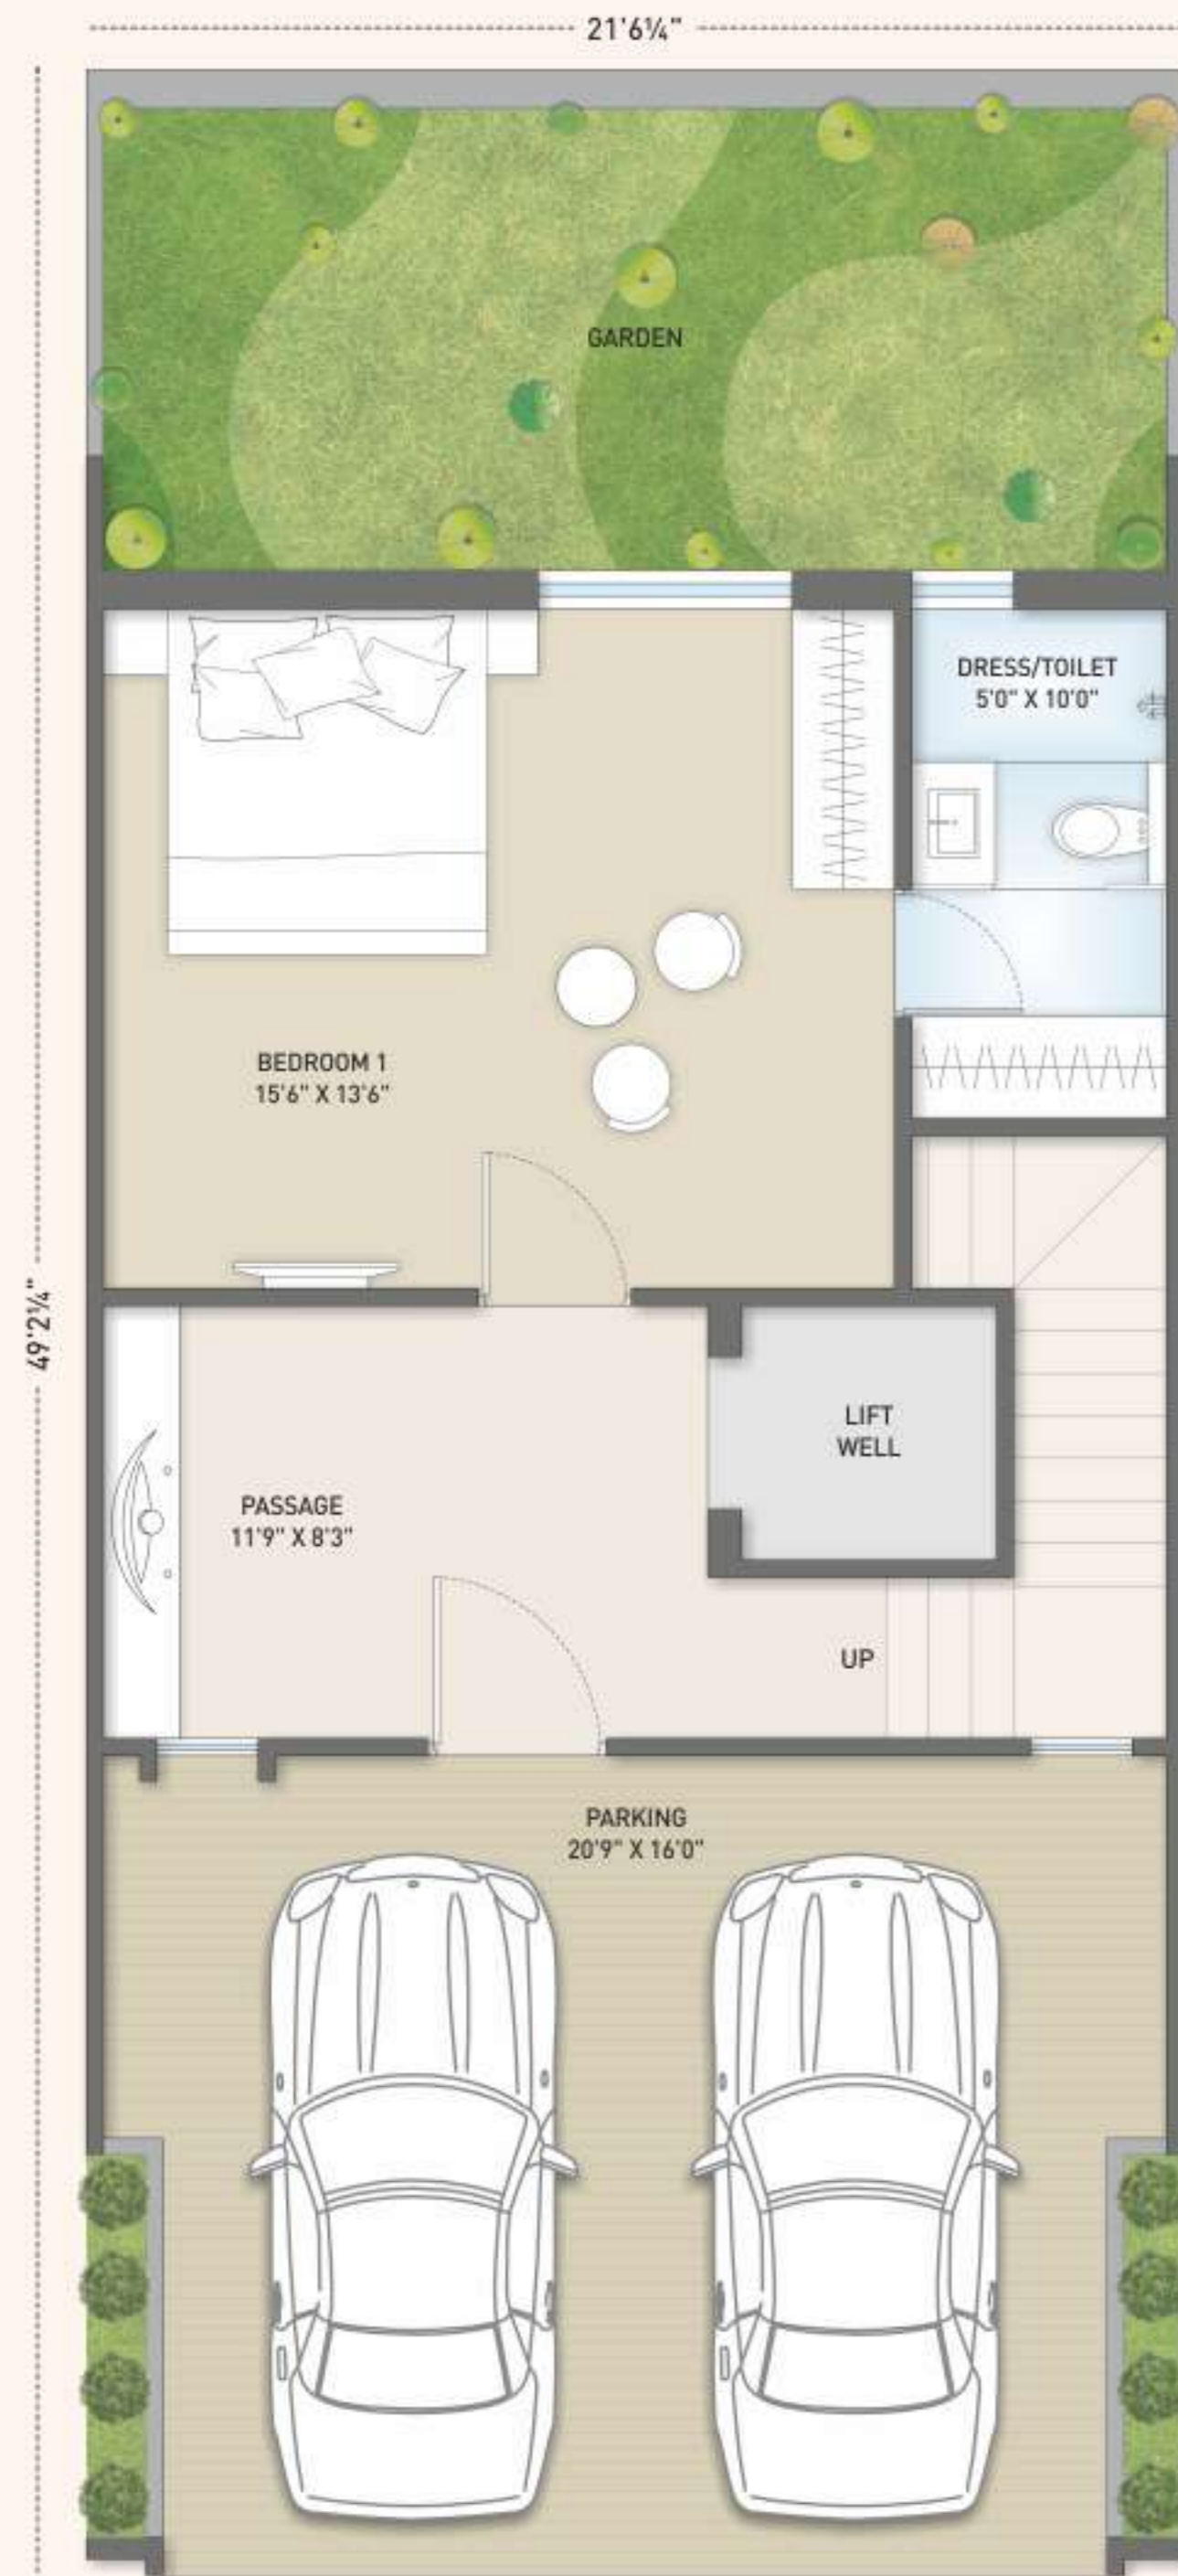 21'6¼"
GARDEN
DRESS/TOILET
5'0" X 10'0"
49'2¼"
BEDROOM 1
15'6" X 13'6"
LIFT
WELL
PASSAGE
11'9" X 8'3"
UP
PARKING
20'9" X 16'0"